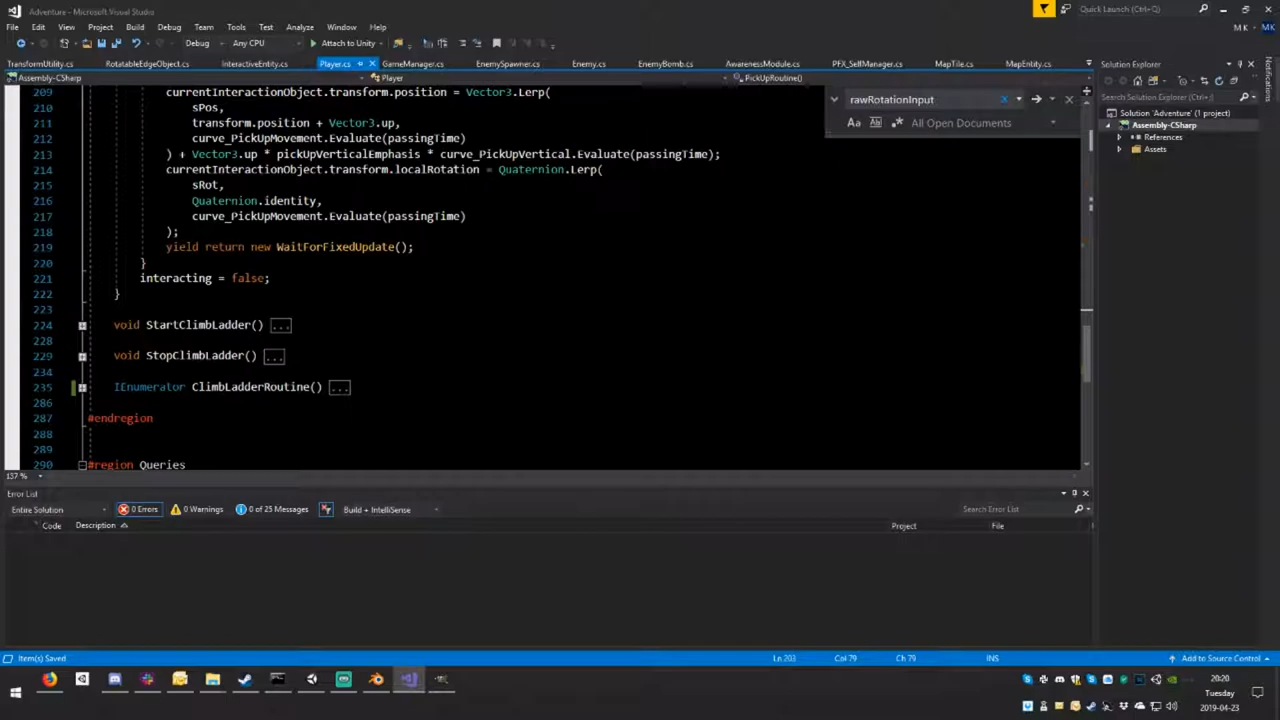 Adventure - Microsoft Visual Studio
Quick Launch (Ctrl+Q)
File Edit View Project Build Debug Team Tools Test Analyze Window Help
M K
MK
Debug Any CPU Attach to Unity
TransformUtility.cs RotatableEdgeObject.cs InteractiveEntity.cs Player.cs GameManager.cs EnemySpawner.cs Enemy.cs EnemyBomb.cs AwarenessModule.cs PFX_SelfManager.cs MapTile.cs MapEntity.cs
Assembly-CSharp Player PickUpRoutine()
209 currentInteractionObject.transform.position = Vector3.Lerp(
210 sPos,
211 transform.position + Vector3.up,
212 curve_PickUpMovement.Evaluate(passingTime)
213 ) + Vector3.up * pickUpVerticalEmphasis * curve_PickUpVertical.Evaluate(passingTime);
214 currentInteractionObject.transform.localRotation = Quaternion.Lerp(
215 sRot,
216 Quaternion.identity,
217 curve_PickUpMovement.Evaluate(passingTime)
218 );
219 yield return new WaitForFixedUpdate();
220 }
221 interacting = false;
222 }
223
224 void StartClimbLadder() ...
228
229 void StopClimbLadder() ...
234
235 IEnumerator ClimbLadderRoutine() ...
286
287 #endregion
288
289
290 #region Queries
rawRotationInput
Aa All Open Documents
Solution Explorer
Search Solution Explorer (Ctrl+;)
Solution 'Adventure' (1 project)
Assembly-CSharp
References
Assets
Notifications
137 %
Error List
Entire Solution 0 Errors 0 Warnings 0 of 25 Messages Build + IntelliSense Search Error List
Code Description Project File
Item(s) Saved Ln 203 Col 79 Ch 79 INS Add to Source Control
20:20
Tuesday
2019-04-23